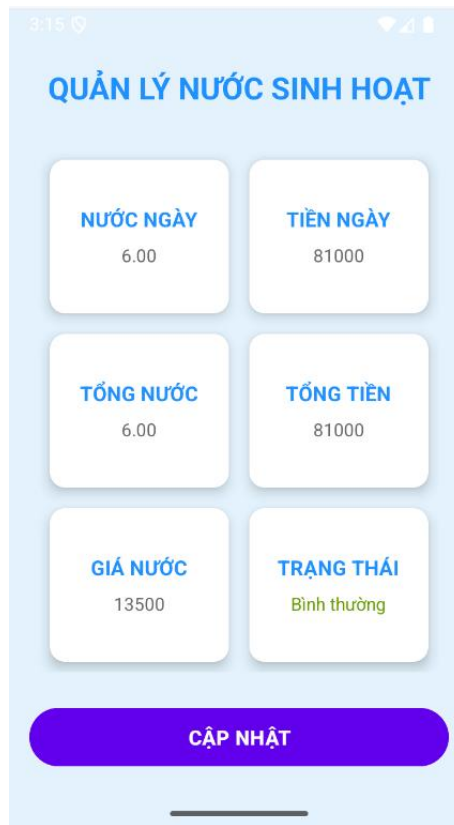 3:15
QUẢN LÝ NƯỚC SINH HOẠT
NƯỚC NGÀY
6.00
TIỀN NGÀY
81000
TỔNG NƯỚC
6.00
TỔNG TIỀN
81000
GIÁ NƯỚC
13500
TRẠNG THÁI
Bình thường
CẬP NHẬT